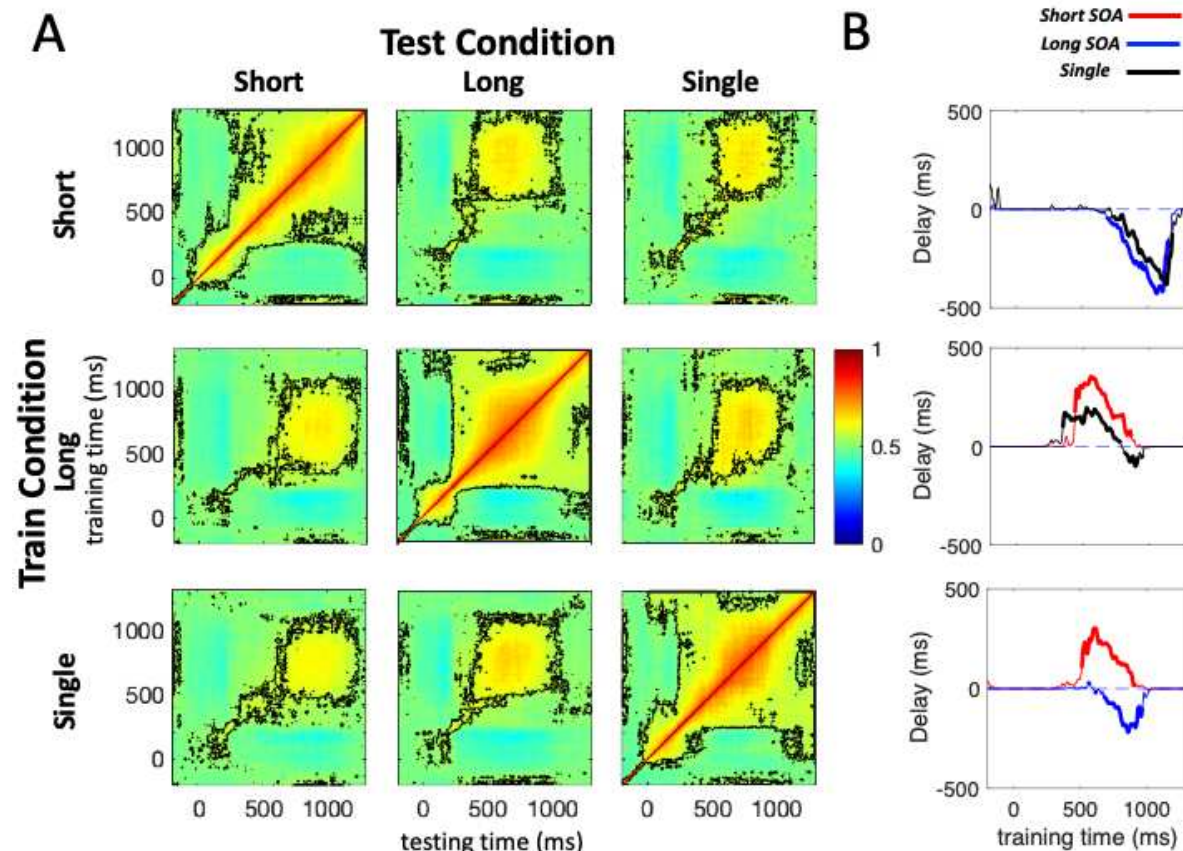 A
Test Condition
Short
Long
Single
B
Short SOA
Long SOA
Single
Train Condition
training time (ms)
Short
1000
500
0
Long
1000
500
0
Single
1000
500
0
0 500 1000
0 500 1000
0 500 1000
testing time (ms)
1
0.5
0
Delay (ms)
500
0
-500
Delay (ms)
500
0
-500
Delay (ms)
500
0
-500
0 500 1000
training time (ms)